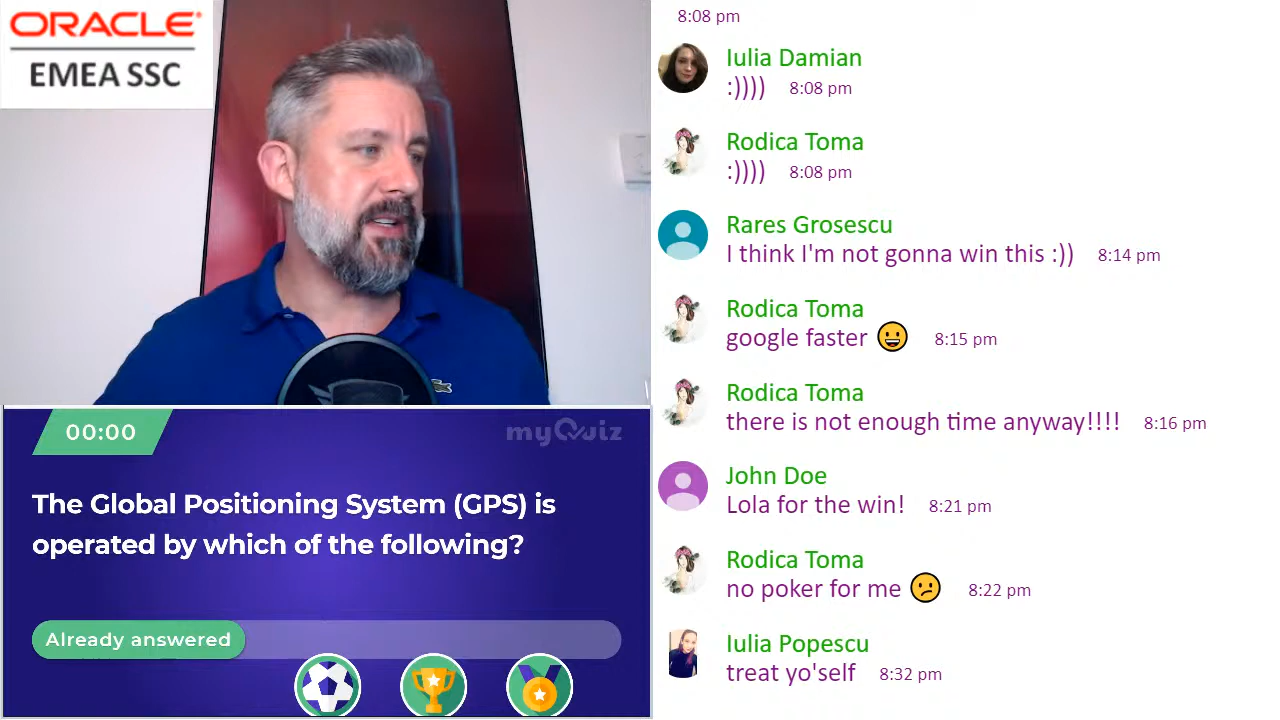 ORACLE
EMEA SSC
00:00
myQuiz
The Global Positioning System (GPS) is
operated by which of the following?
Already answered
8:08 pm
Iulia Damian
:)))) 8:08 pm
Rodica Toma
:)))) 8:08 pm
Rares Grosescu
I think I'm not gonna win this :)) 8:14 pm
Rodica Toma
google faster 😀 8:15 pm
Rodica Toma
there is not enough time anyway!!!! 8:16 pm
John Doe
Lola for the win! 8:21 pm
Rodica Toma
no poker for me 😕 8:22 pm
Iulia Popescu
treat yo'self 8:32 pm